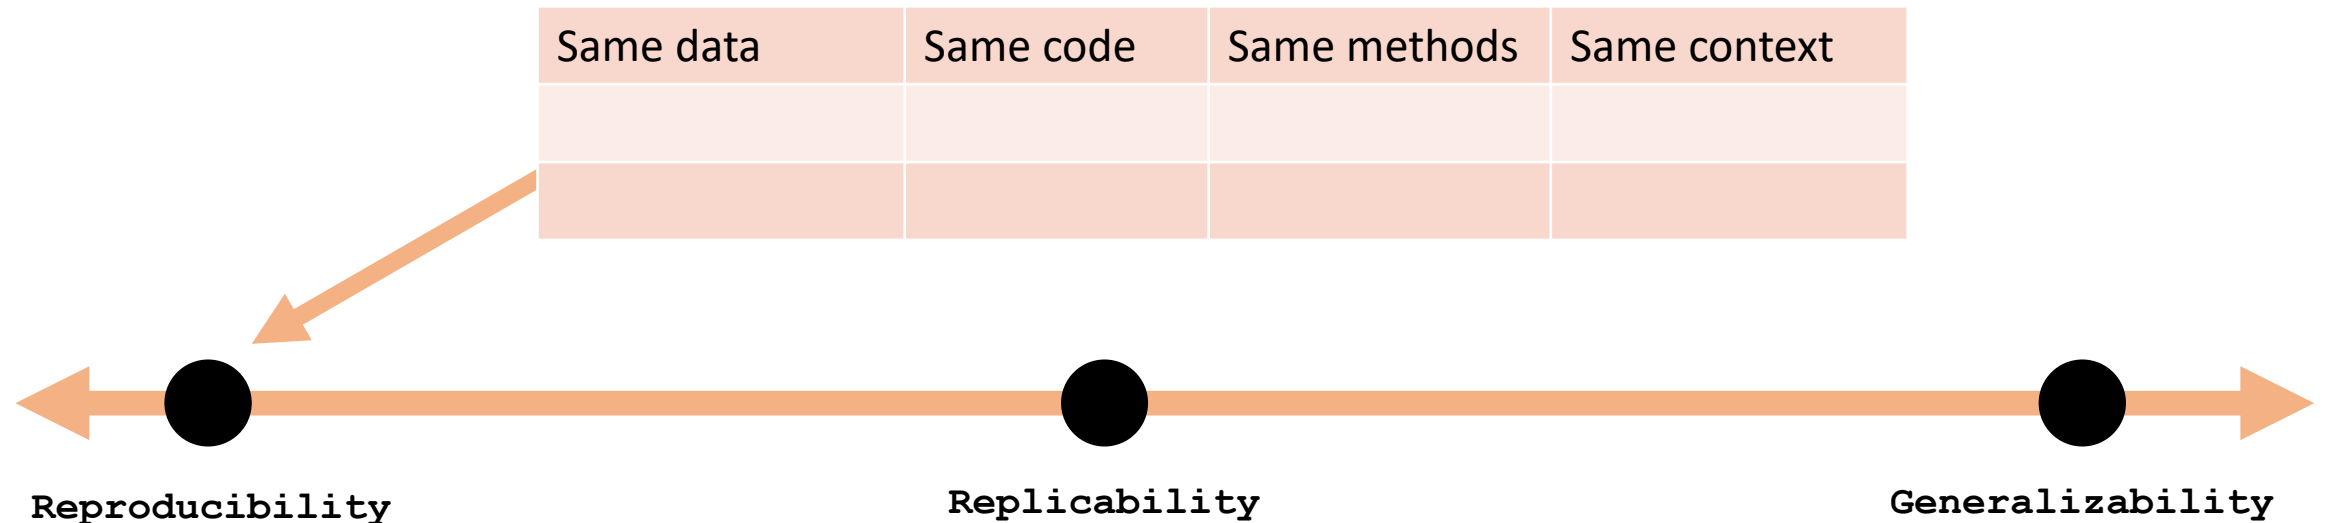 Same data Same code Same methods Same context
Reproducibility Replicability Generalizability